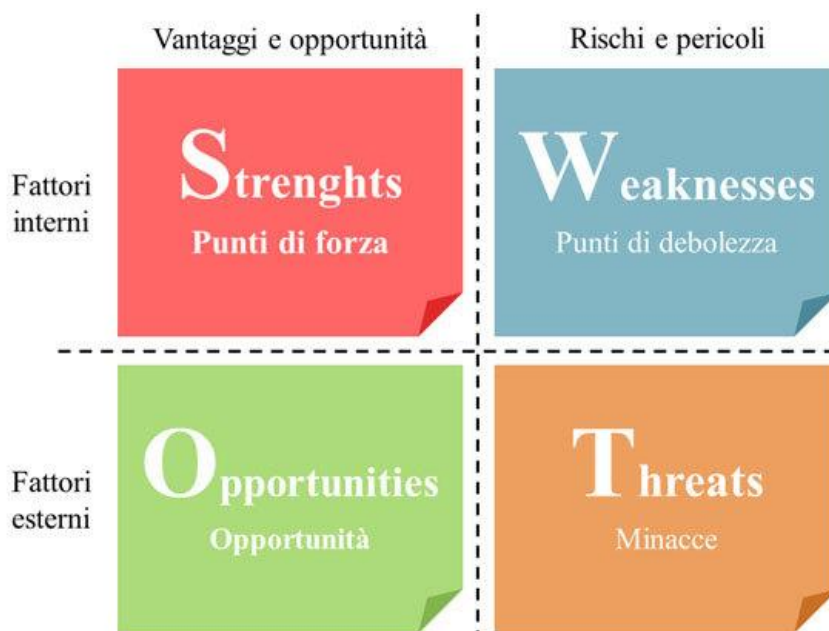 Vantaggi e opportunità
Rischi e pericoli
Fattori
interni
Strenghts
Punti di forza
Weaknesses
Punti di debolezza
Fattori
esterni
Opportunities
Opportunità
Threats
Minacce